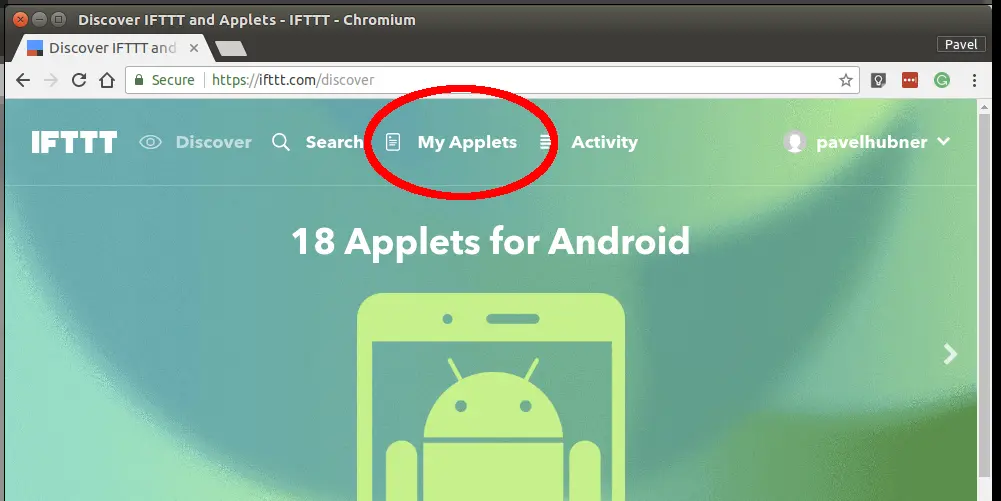 Discover IFTTT and Applets - IFTTT - Chromium
Discover IFTTT and
Pavel
Secure https://ifttt.com/discover
IFTTT Discover Search My Applets Activity pavelhubner
18 Applets for Android